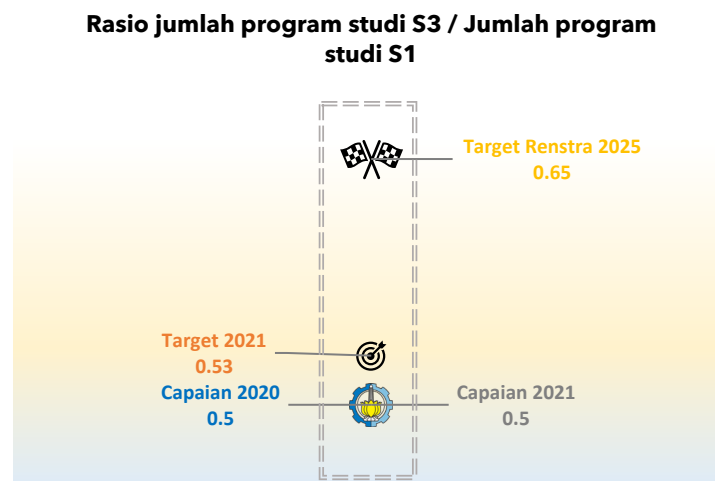 Rasio jumlah program studi S3 / Jumlah program
studi S1
Target Renstra 2025
0.65
Target 2021
0.53
Capaian 2020
0.5
Capaian 2021
0.5